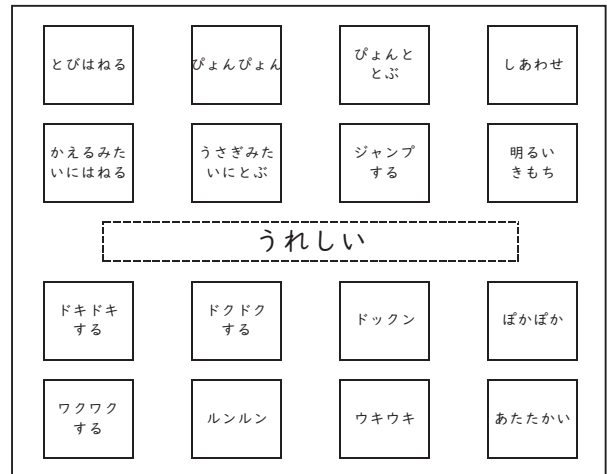 とびはねる
ぴょんぴょん
ぴょんと
とぶ
しあわせ
かえるみた
いにはねる
うさぎみた
いにとぶ
ジャンプ
する
明るい
きもち
うれしい
ドキドキ
する
ドクドク
する
ドックン
ぽかぽか
ワクワク
する
ルンルン
ウキウキ
あたたかい